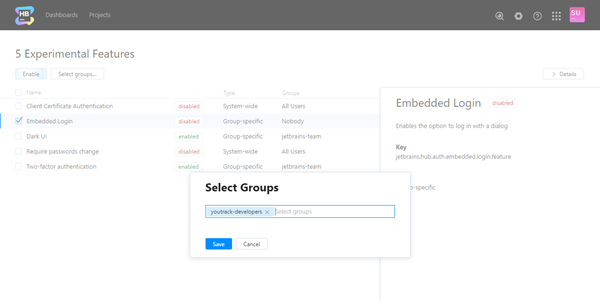 HB
Dashboards Projects
SU
5 Experimental Features
Enable Select groups... Details
Name Type Groups
Client Certificate Authentication disabled System-wide All Users
Embedded Login disabled Group-specific Nobody
Dark UI enabled Group-specific jetbrains-team
Require passwords change disabled System-wide All Users
Two-factor authentication enabled Group-specific jetbrains-team
Embedded Login disabled
Enables the option to log in with a dialog
Key
jetbrains.hub.auth.embedded.login.feature
-specific
Select Groups
youtrack-developers × Select groups
Save Cancel